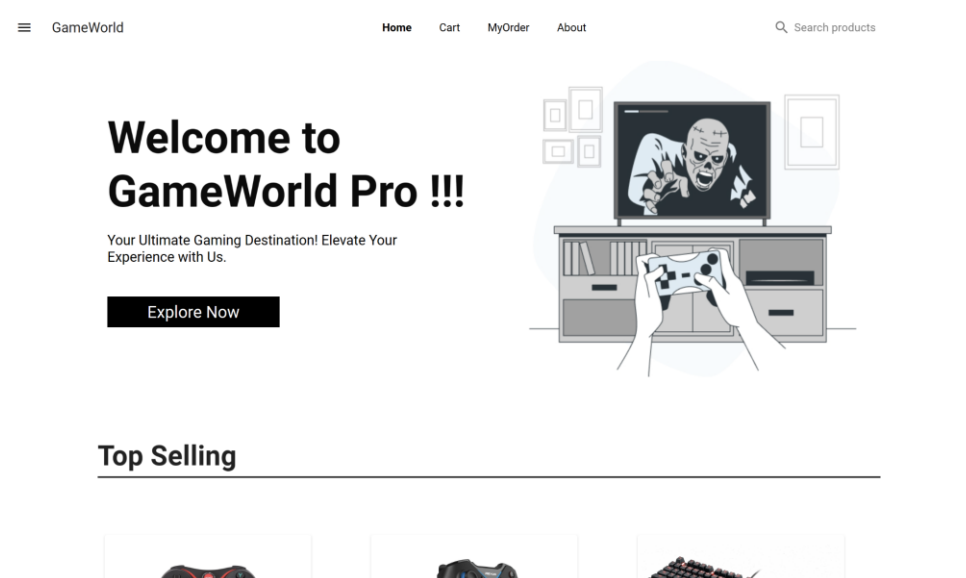 GameWorld
Home
Cart
MyOrder
About
Search products
Welcome to
GameWorld Pro !!!
Your Ultimate Gaming Destination! Elevate Your
Experience with Us.
Explore Now
Top Selling